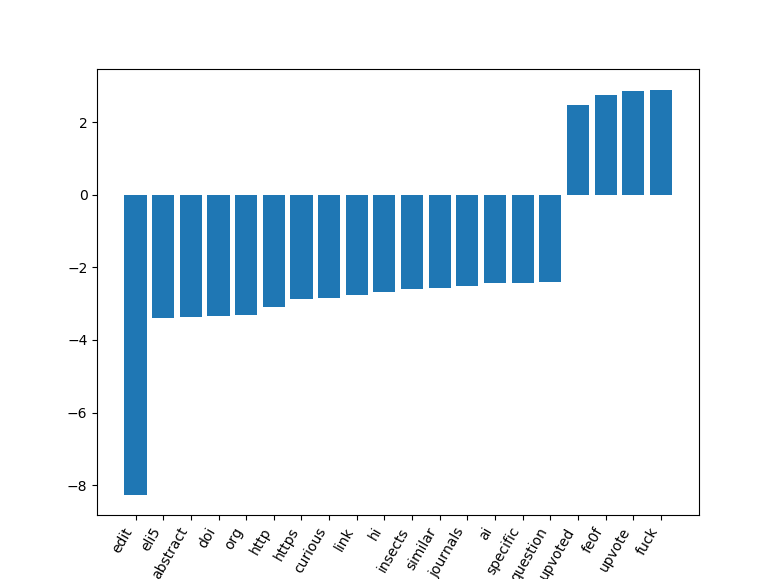 2
0
−2
−4
−6
−8
edit
eli5
abstract
doi
org
http
https
curious
link
hi
insects
similar
journals
ai
specific
question
upvoted
fe0f
upvote
fuck